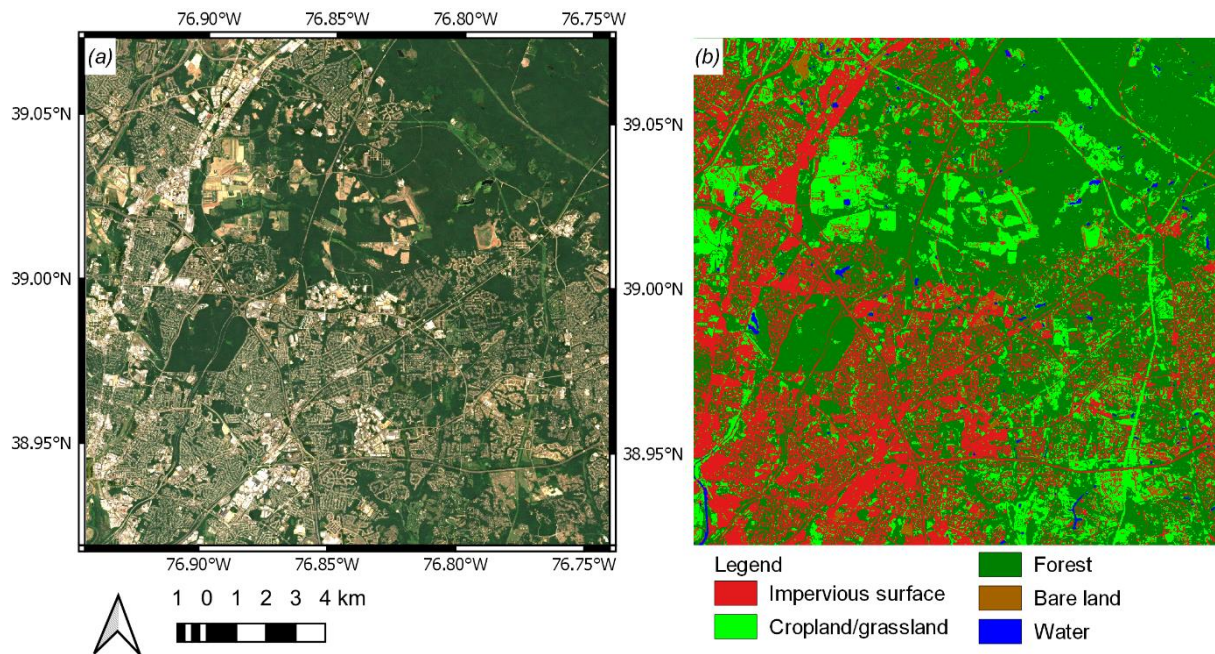 76.90°W 76.85°W 76.80°W 76.75°W
(a)
(b)
39.05°N
39.05°N
39.00°N
39.00°N
38.95°N
38.95°N
76.90°W 76.85°W 76.80°W 76.75°W
1 0 1 2 3 4 km
Legend
Impervious surface
Cropland/grassland
Forest
Bare land
Water